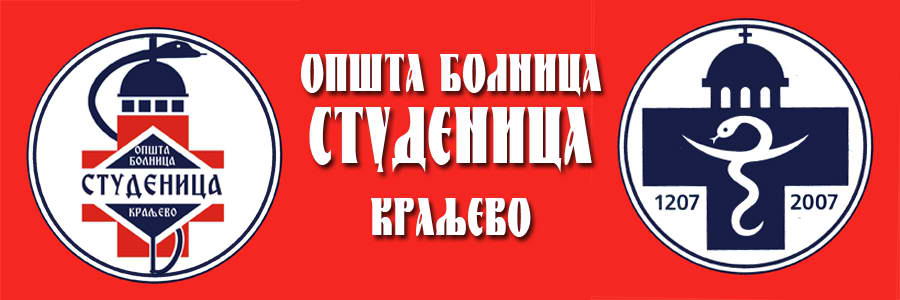 ОПШТА
БОЛНИЦА
СТУДЕНИЦА
КРАЉЕВО
ОПШТА БОЛНИЦА
СТУДЕНИЦА
КРАЉЕВО
1207 2007